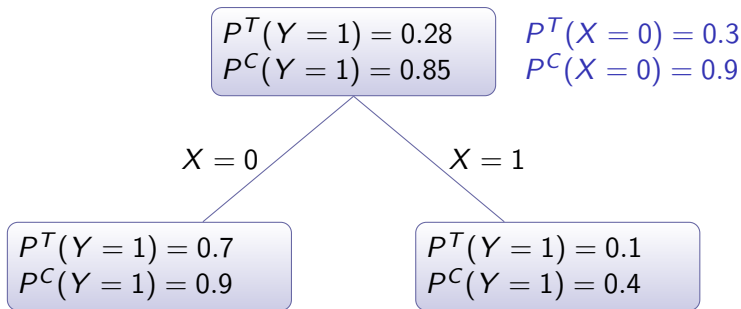 P^T(Y = 1) = 0.28
P^C(Y = 1) = 0.85
P^T(X = 0) = 0.3
P^C(X = 0) = 0.9
X = 0
X = 1
P^T(Y = 1) = 0.7
P^C(Y = 1) = 0.9
P^T(Y = 1) = 0.1
P^C(Y = 1) = 0.4